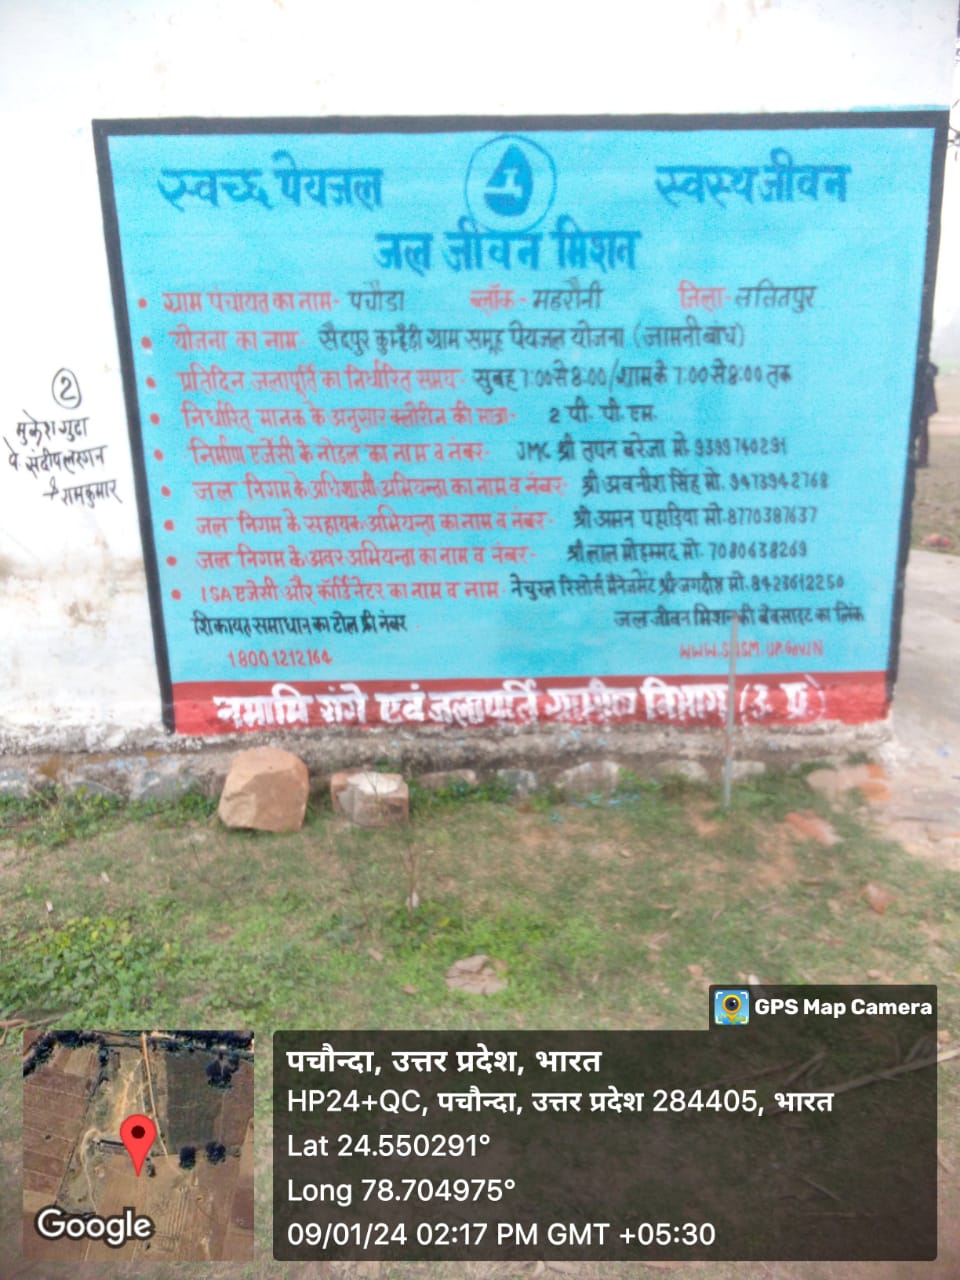 स्वच्छ पेयजल
स्वस्थ जीवन
जल जीवन मिशन
• ग्राम पंचायत का नाम- पचौडा ब्लॉक- महरौनी जिला- ललितपुर
• योजना का नाम- सैदपुर कुम्हैड़ी ग्राम समूह पेयजल योजना (जामनी बांध)
• प्रतिदिन जलापूर्ति का निर्धारित समय- सुबह 7:00 से 8:00/शाम के 7:00 से 8:00 तक
• निर्धारित मानक के अनुसार क्लोरीन की मात्रा- 2 पी. पी. एम.
• निर्माण एजेंसी के नोडल का नाम व नंबर- JMC श्री तपन बरेजा मो. 9399740291
• जल निगम के अधिशासी अभियन्ता का नाम व नंबर- श्री अवनीश सिंह मो. 9473942768
• जल निगम के सहायक अभियन्ता का नाम व नंबर- श्री अमन पहाड़िया मो. 8770387637
• जल निगम के अवर अभियन्ता का नाम व नंबर- श्री लाल मोहम्मद मो. 7080638269
• ISA एजेंसी और कॉर्डिनेटर का नाम व नाम- नेचुरल रिसोर्स मैनेजमेंट श्री जगदीश मो. 8423612250
शिकायत समाधान का टोल फ्री नंबर
जल जीवन मिशन की वेबसाइट का लिंक
18001212164
WWW.SWSM.UP.GOV.IN
नमामि गंगे एवं जलापूर्ति ग्रामीण विभाग (उ. प्र.)
2
मुकेश गुटा
पे. संदीप लखन
रामकुमार
GPS Map Camera
पचौन्दा, उत्तर प्रदेश, भारत
HP24+QC, पचौन्दा, उत्तर प्रदेश 284405, भारत
Lat 24.550291°
Long 78.704975°
09/01/24 02:17 PM GMT +05:30
Google